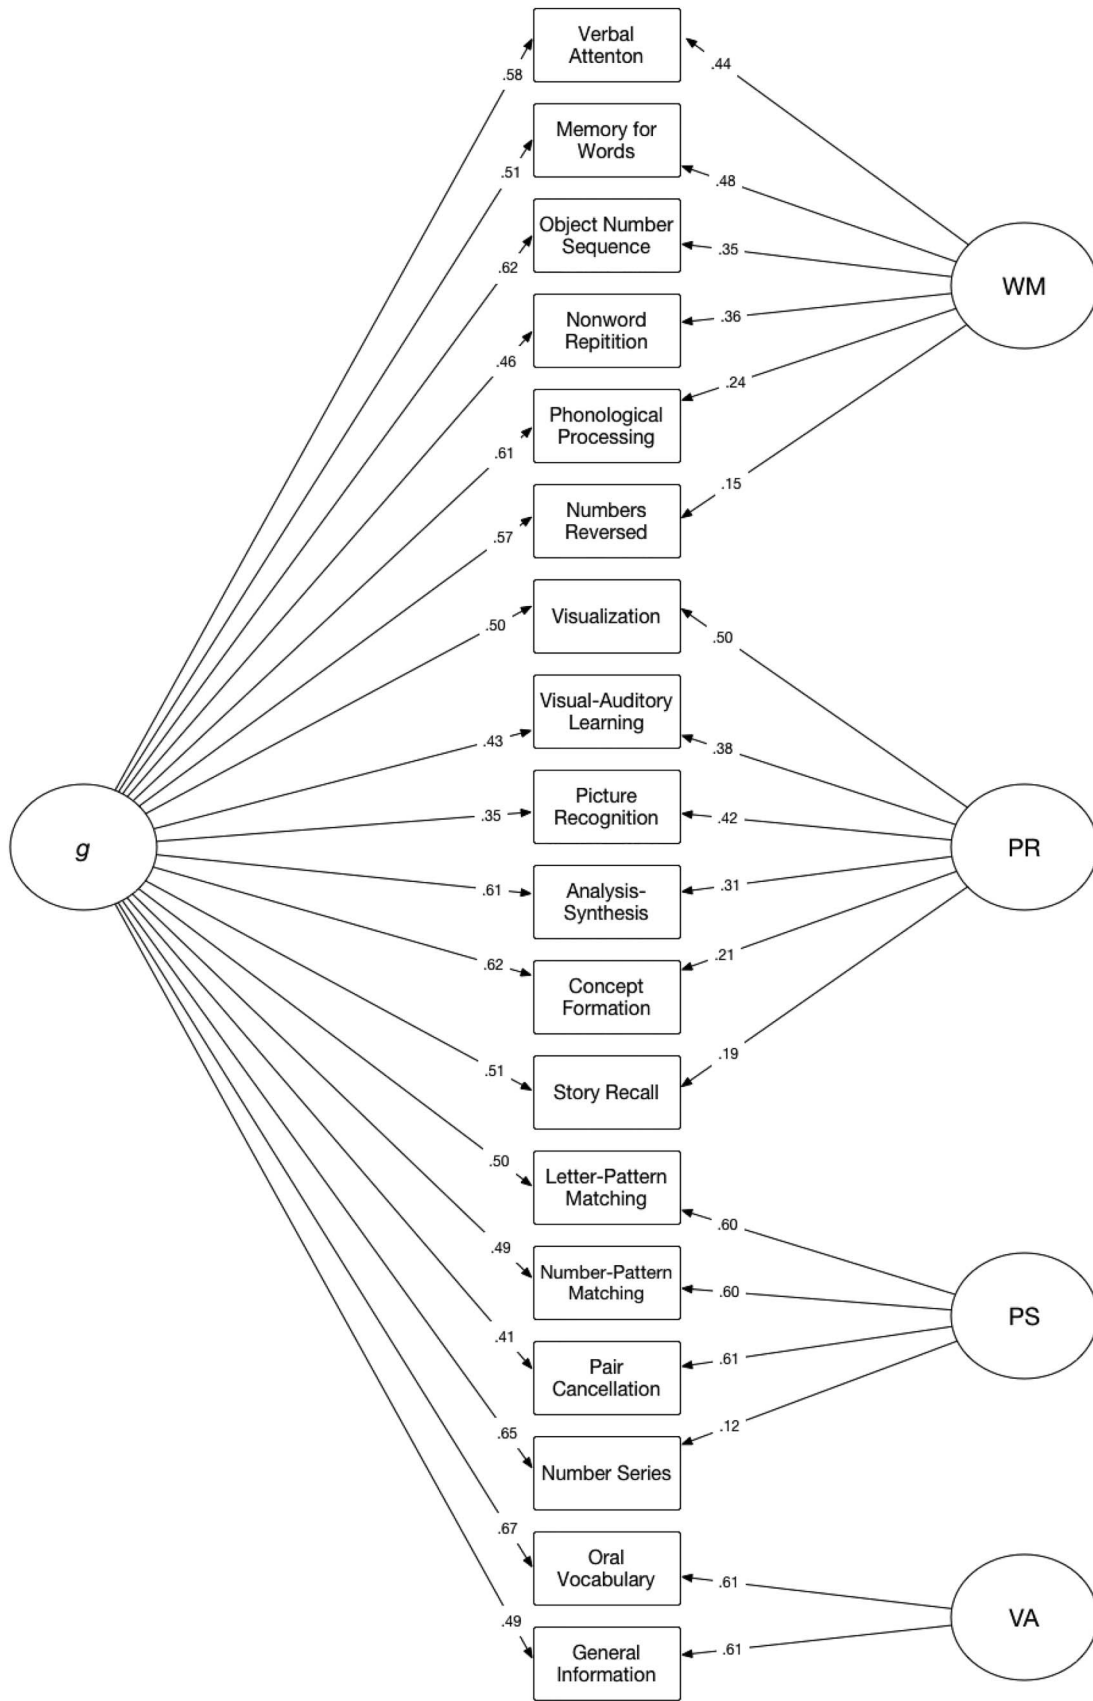 Verbal
Attenton
.58
.44
Memory for
Words
.51
.48
Object Number
Sequence
.62
.35
WM
Nonword
Repitition
.46
.36
Phonological
Processing
.61
.24
Numbers
Reversed
.57
.15
Visualization
.50
.50
Visual-Auditory
Learning
.43
.38
Picture
Recognition
.35
.42
g
PR
Analysis-
Synthesis
.61
.31
Concept
Formation
.62
.21
Story Recall
.51
.19
Letter-Pattern
Matching
.50
.60
Number-Pattern
Matching
.49
.60
PS
Pair
Cancellation
.41
.61
Number Series
.65
.12
Oral
Vocabulary
.67
.61
VA
General
Information
.49
.61